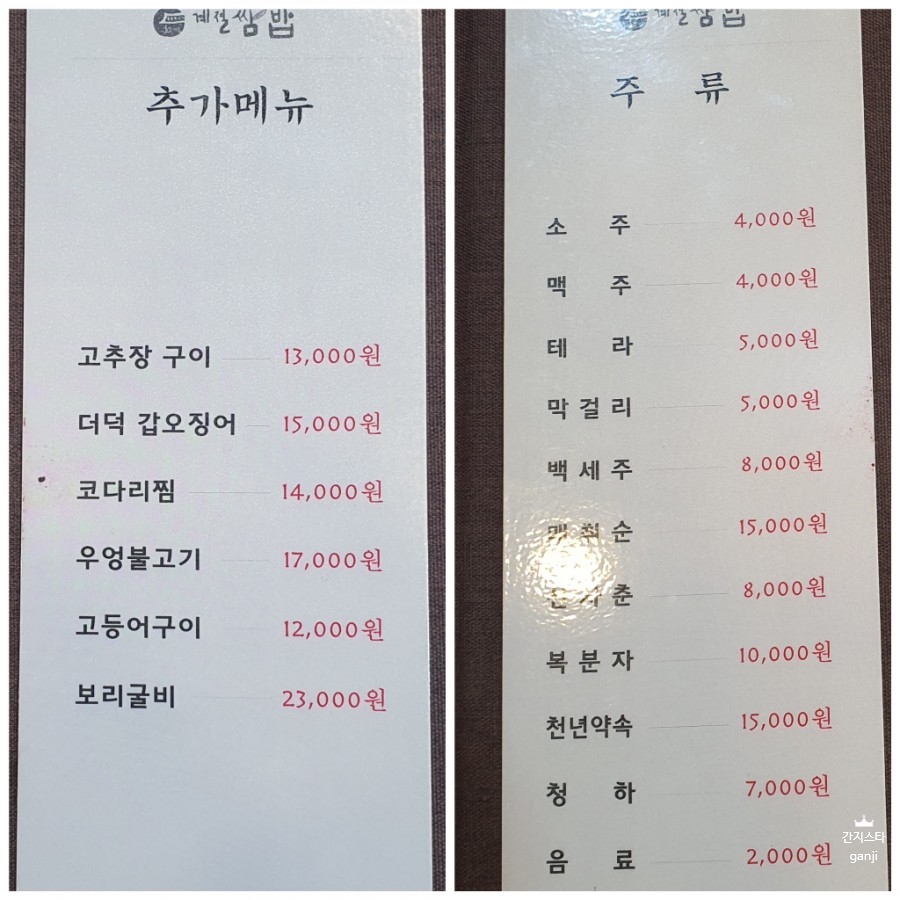 계절쌈밥
추가메뉴
고추장 구이 13,000원
더덕 갑오징어 15,000원
코다리찜 14,000원
우엉불고기 17,000원
고등어구이 12,000원
보리굴비 23,000원
계절쌈밥
주 류
소 주 4,000원
맥 주 4,000원
테 라 5,000원
막걸리 5,000원
백세주 8,000원
매취순 15,000원
8,000원
복분자 10,000원
천년약속 15,000원
청 하 7,000원
음 료 2,000원
간지스타
ganji